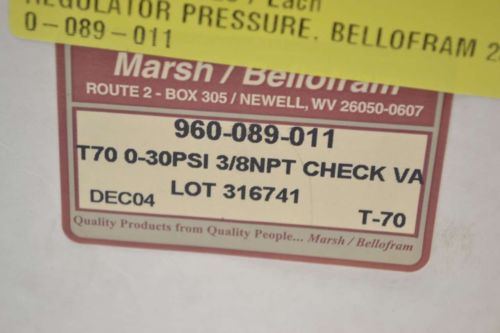 / Each
REGULATOR PRESSURE. BELLOFRAM
0-089-011
Marsh / Bellofram
ROUTE 2 - BOX 305 / NEWELL, WV 26050-0607
960-089-011
T70 0-30PSI 3/8NPT CHECK VA
LOT 316741
DEC04
T-70
Quality Products from Quality People... Marsh / Bellofram